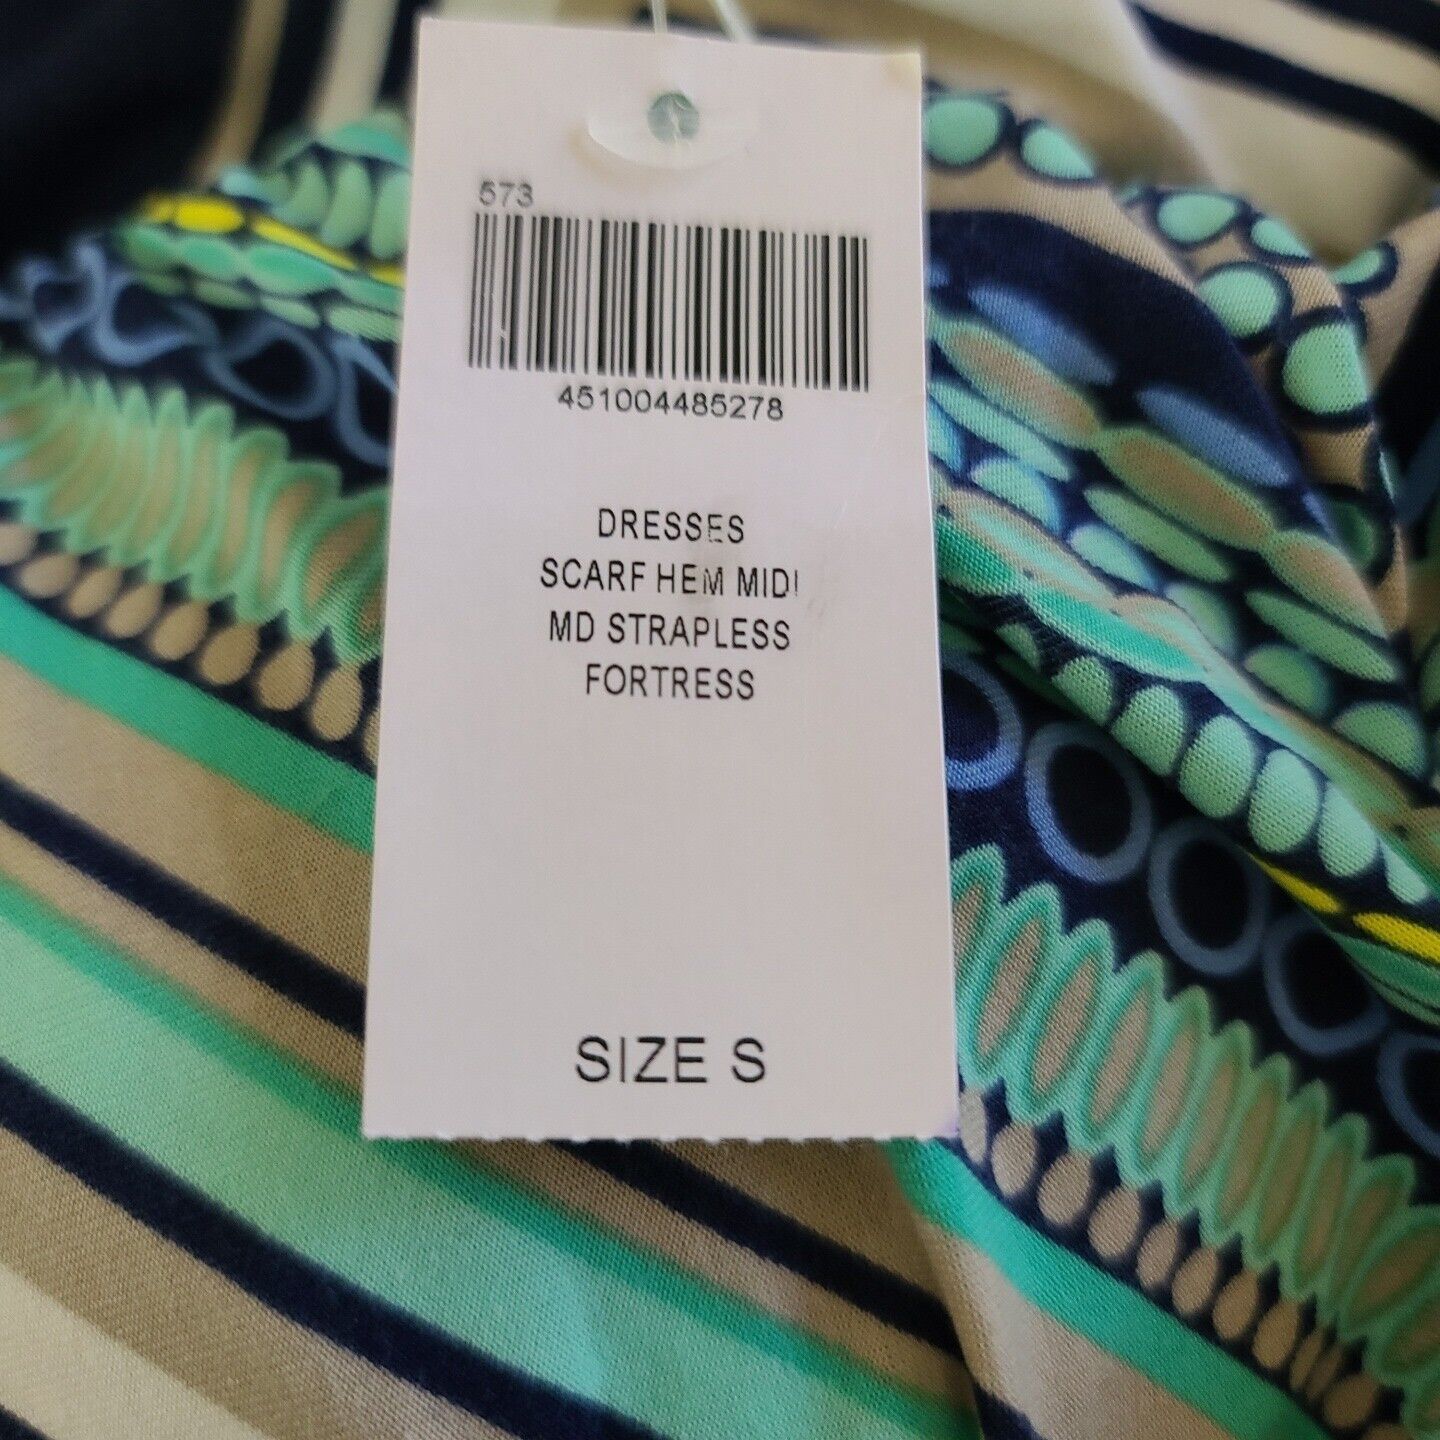 573
451004485278
DRESSES
SCARF HEM MIDI
MD STRAPLESS
FORTRESS
SIZE S